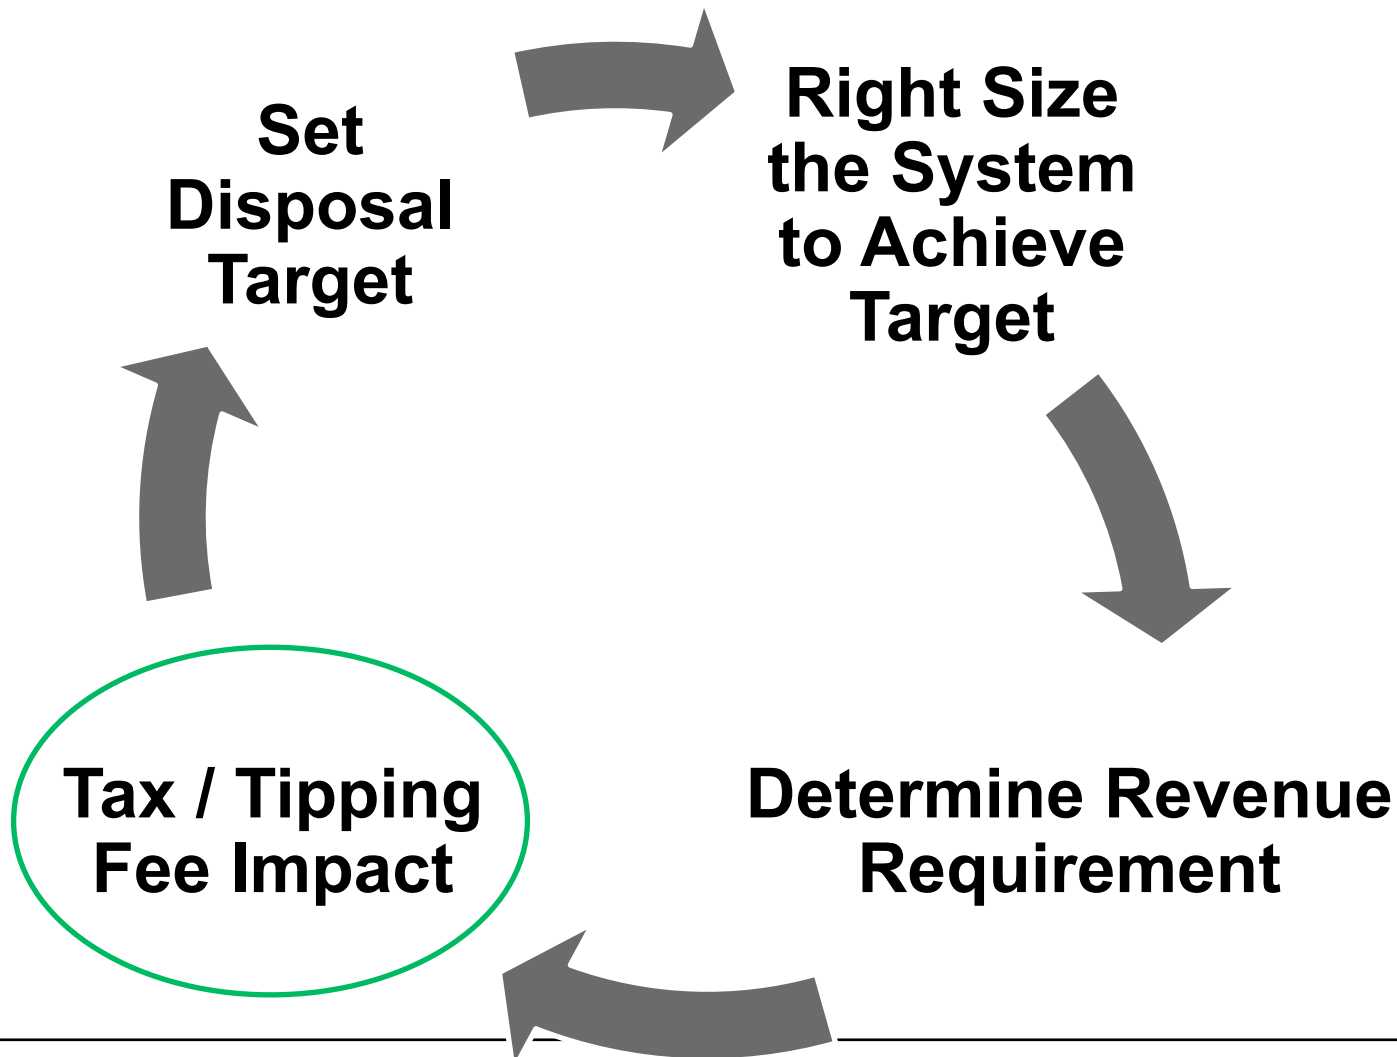 Set
Disposal
Target
Right Size
the System
to Achieve
Target
Determine Revenue
Requirement
Tax / Tipping
Fee Impact